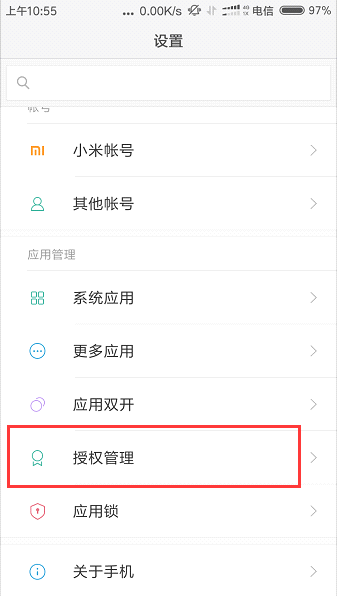 上午10:55 ... 0.00K/s 4G 1X 电信 97%
设置
帐号
小米帐号
其他帐号
应用管理
系统应用
更多应用
应用双开
授权管理
应用锁
关于手机